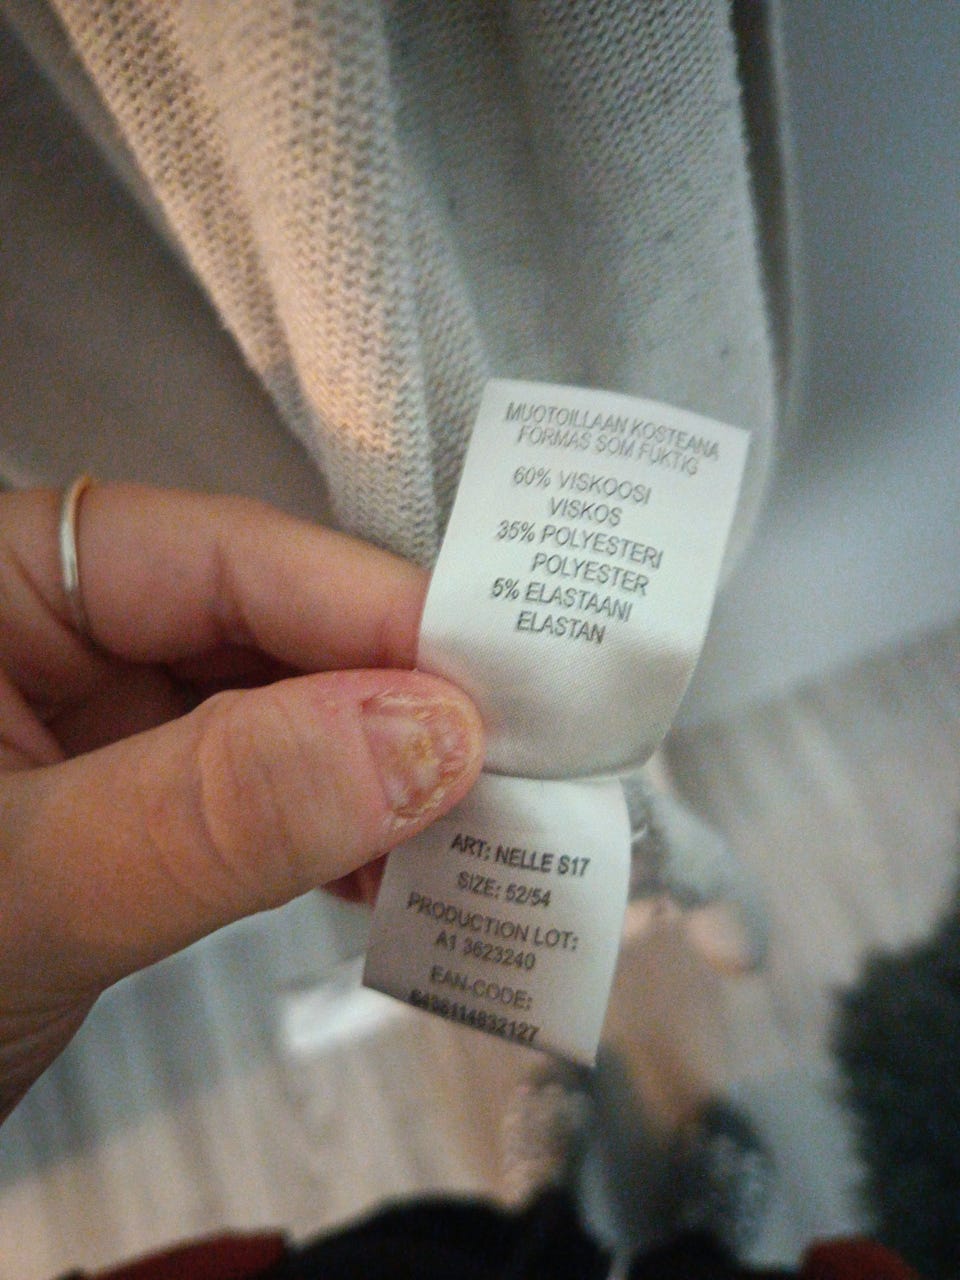 MUOTOILLAAN KOSTEANA
FORMAS SOM FUKTIG
60% VISKOOSI
VISKOS
35% POLYESTERI
POLYESTER
5% ELASTAANI
ELASTAN
ART: NELLE S17
SIZE: 52/54
PRODUCTION LOT:
A1 3623240
EAN-CODE:
6438114832127